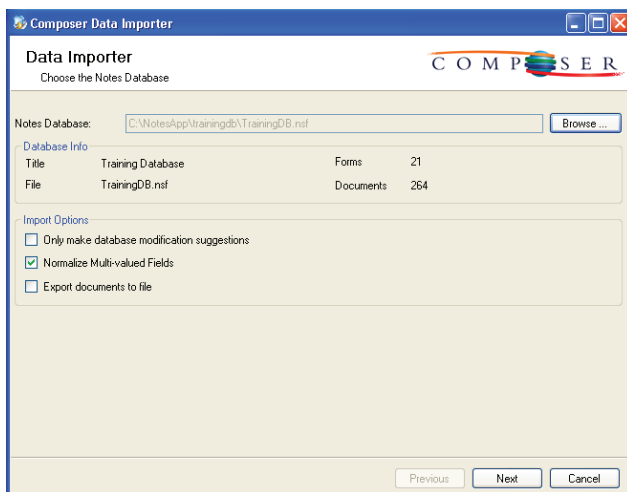 Composer Data Importer
Data Importer
Choose the Notes Database
COMPOSER
Notes Database: C:\NotesApp\trainingdb\TrainingDB.nsf Browse ...
Database Info
Title Training Database Forms 21
File TrainingDB.nsf Documents 264
Import Options
Only make database modification suggestions
Normalize Multi-valued Fields
Export documents to file
Previous Next Cancel